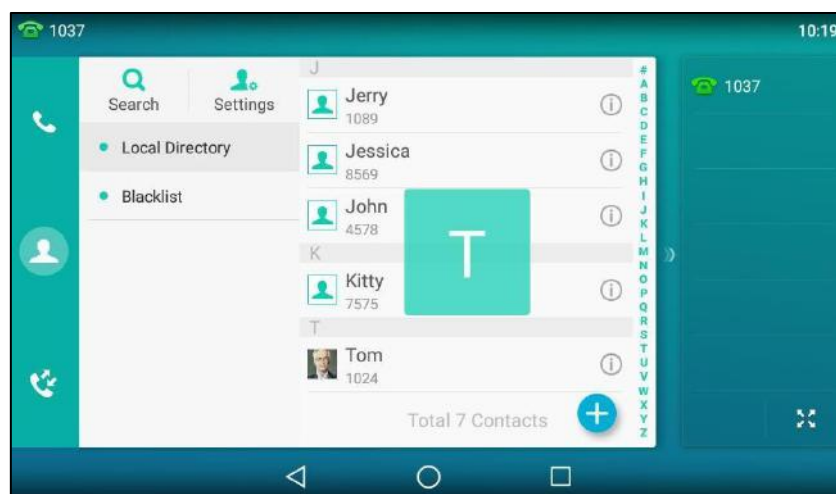 1037
10:19
Search
Settings
Local Directory
Blacklist
J
Jerry
1089
Jessica
8569
John
4578
K
Kitty
7575
T
Tom
1024
Total 7 Contacts
T
#
A
B
C
D
E
F
G
H
I
J
K
L
M
N
O
P
Q
R
S
T
U
V
W
X
Y
Z
1037